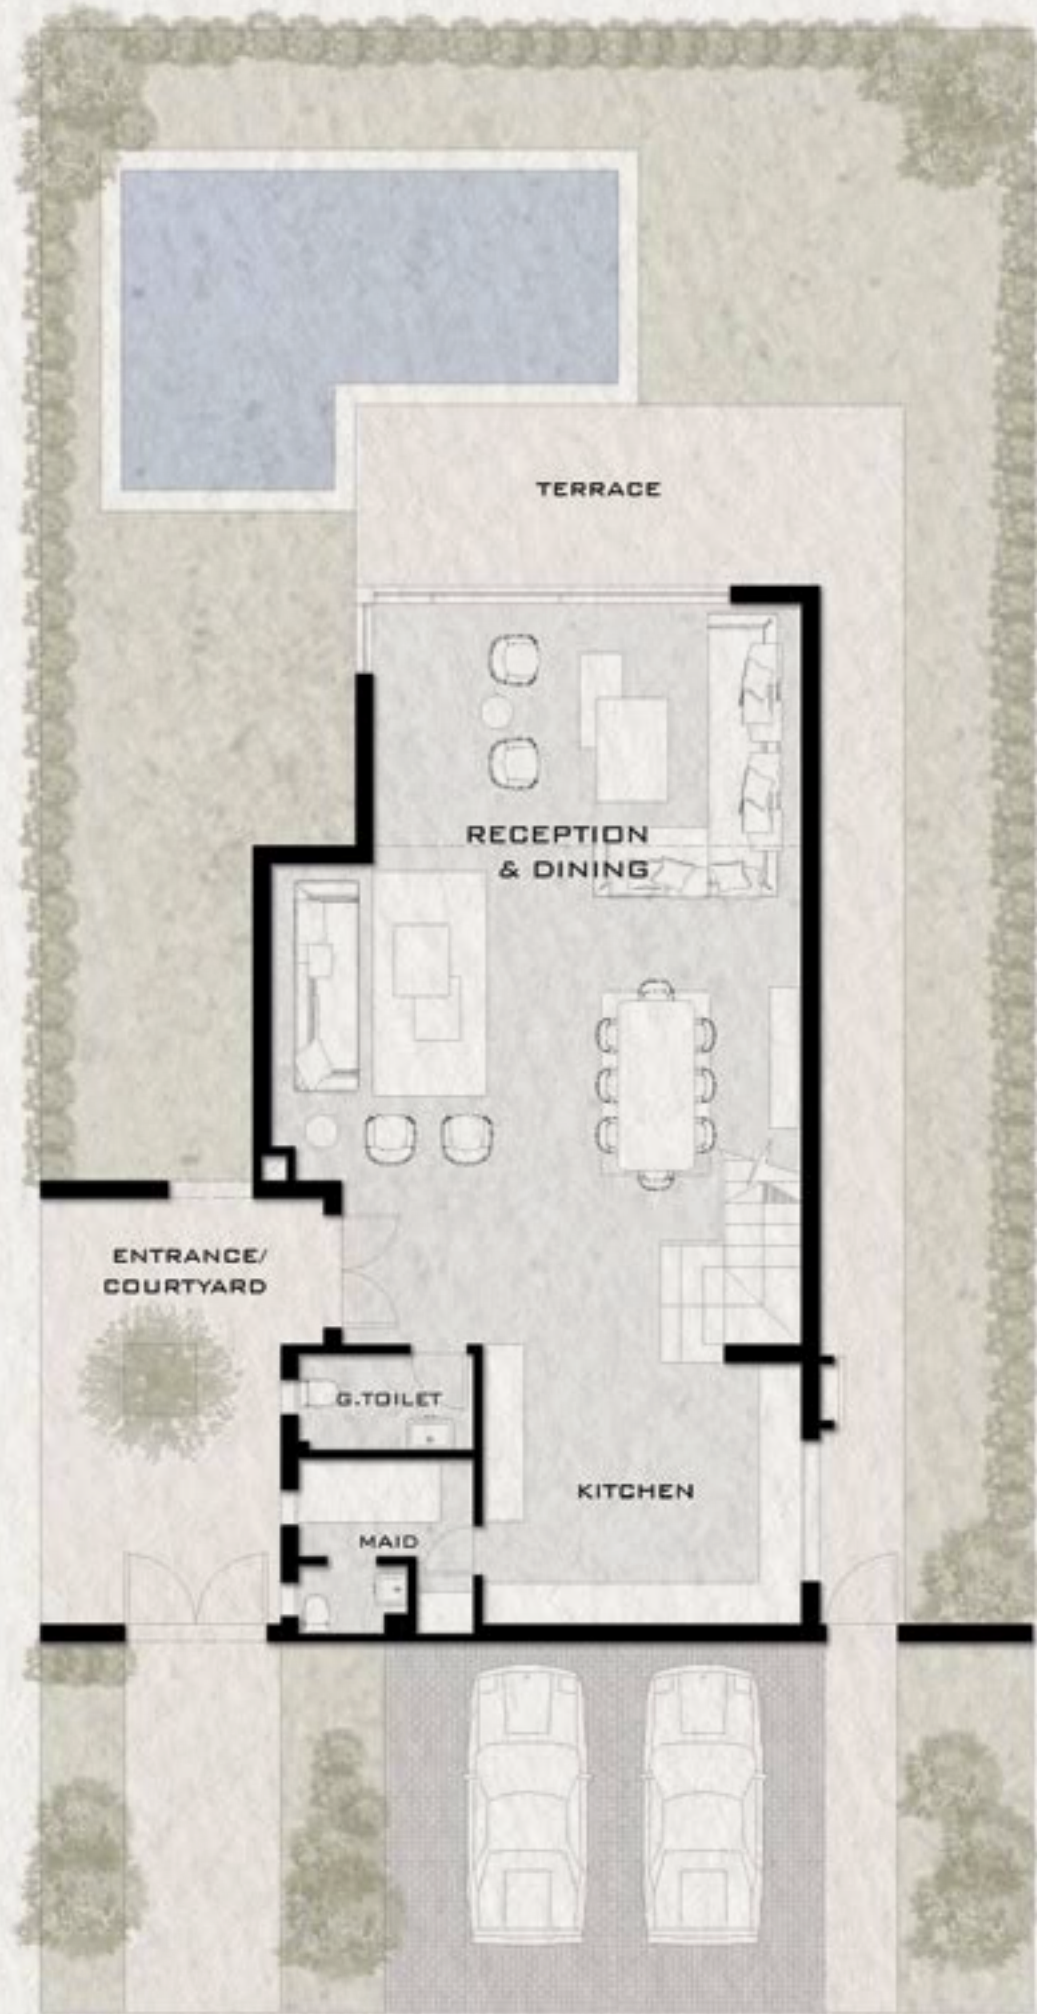 TERRACE
RECEPTION
& DINING
ENTRANCE/
COURTYARD
G.TOILET
KITCHEN
MAID